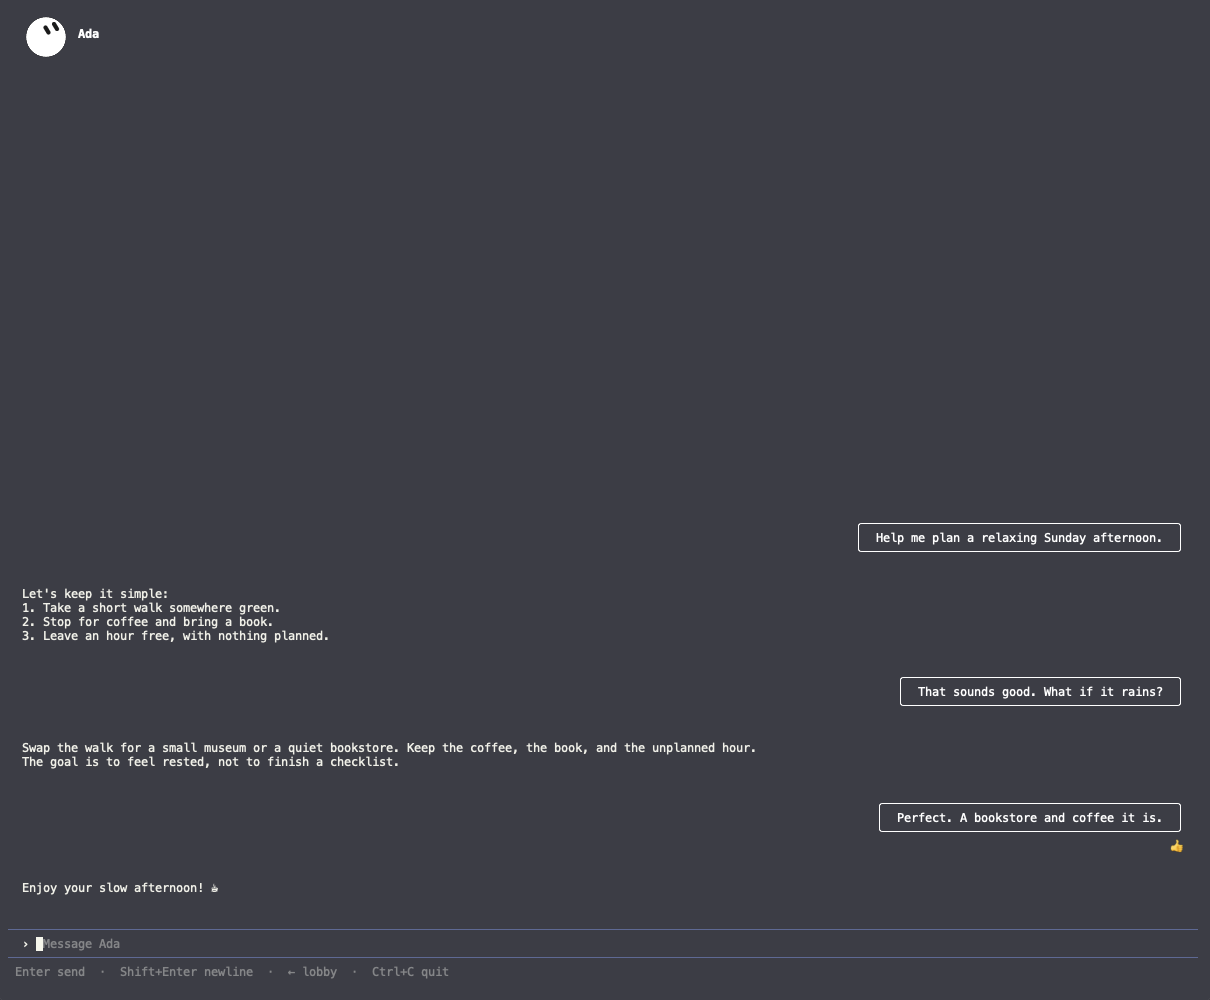 Ada
Help me plan a relaxing Sunday afternoon.
Let's keep it simple:
1. Take a short walk somewhere green.
2. Stop for coffee and bring a book.
3. Leave an hour free, with nothing planned.
That sounds good. What if it rains?
Swap the walk for a small museum or a quiet bookstore. Keep the coffee, the book, and the unplanned hour.
The goal is to feel rested, not to finish a checklist.
Perfect. A bookstore and coffee it is.
👍
Enjoy your slow afternoon! ☕
› Message Ada
Enter send · Shift+Enter newline · ← lobby · Ctrl+C quit